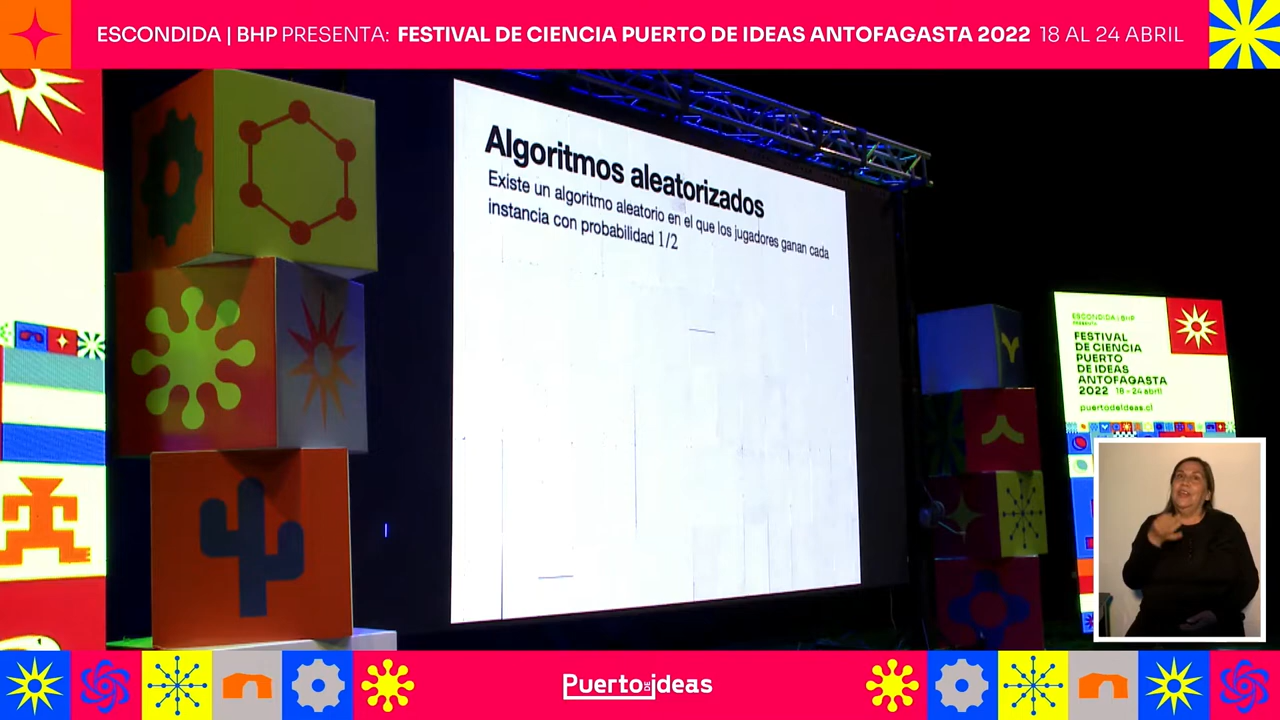 ESCONDIDA | BHP PRESENTA: FESTIVAL DE CIENCIA PUERTO DE IDEAS ANTOFAGASTA 2022 18 AL 24 ABRIL
Algoritmos aleatorizados
Existe un algoritmo aleatorio en el que los jugadores ganan cada
instancia con probabilidad 1/2
ESCONDIDA | BHP
PRESENTA:
FESTIVAL
DE CIENCIA
PUERTO
DE IDEAS
ANTOFAGASTA
2022 18 - 24 abril
puertodeideas.cl
Puerto DE ideas